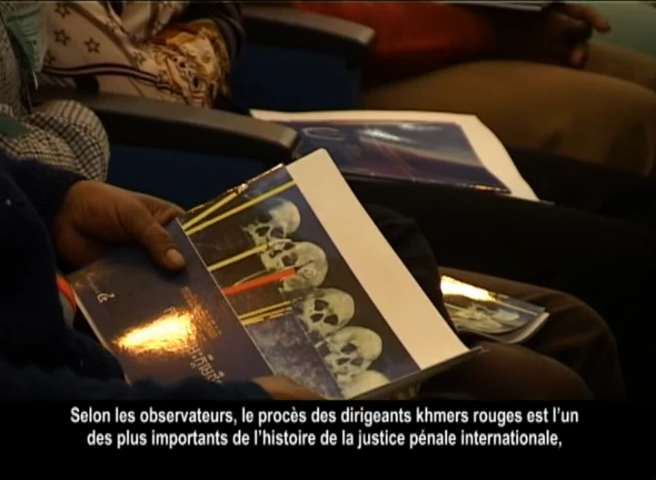 Selon les observateurs, le procès des dirigeants khmers rouges est l'un
des plus importants de l'histoire de la justice pénale internationale,